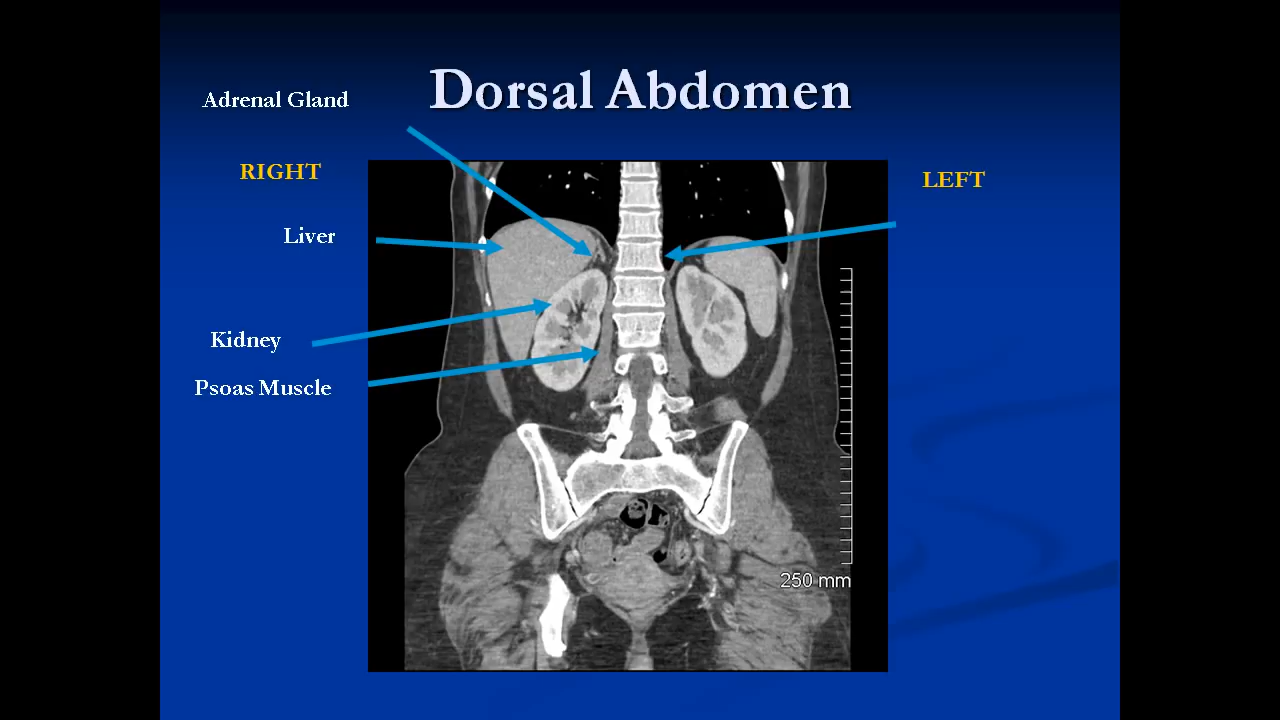 Dorsal Abdomen
Adrenal Gland
RIGHT
LEFT
Liver
Kidney
Psoas Muscle
250 mm